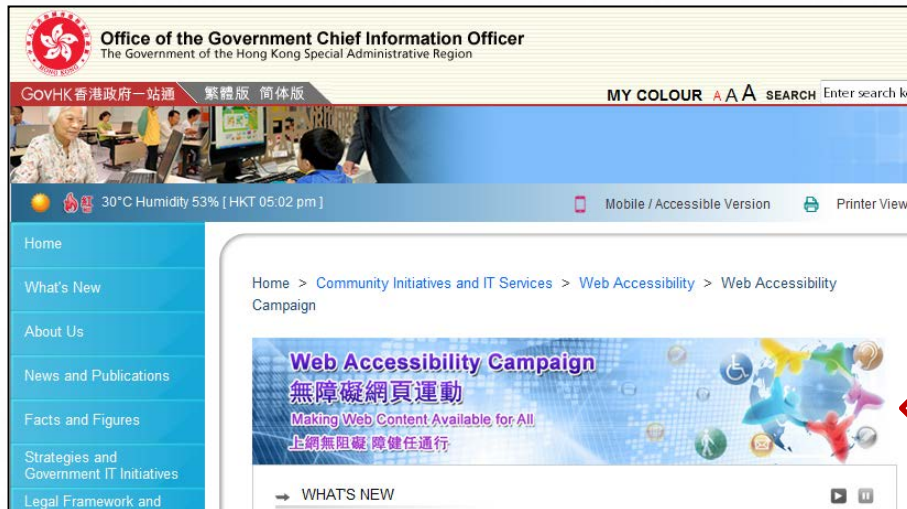 Office of the Government Chief Information Officer
The Government of the Hong Kong Special Administrative Region
HONG KONG
GovHK香港政府一站通 繁體版 简体版 MY COLOUR A A A SEARCH Enter search
30°C Humidity 53% [ HKT 05:02 pm ] Mobile / Accessible Version Printer View
Home
What's New
About Us
News and Publications
Facts and Figures
Strategies and
Government IT Initiatives
Legal Framework and
Home > Community Initiatives and IT Services > Web Accessibility > Web Accessibility
Campaign
Web Accessibility Campaign
無障礙網頁運動
Making Web Content Available for All
上網無阻礙 障健任通行
WHAT'S NEW